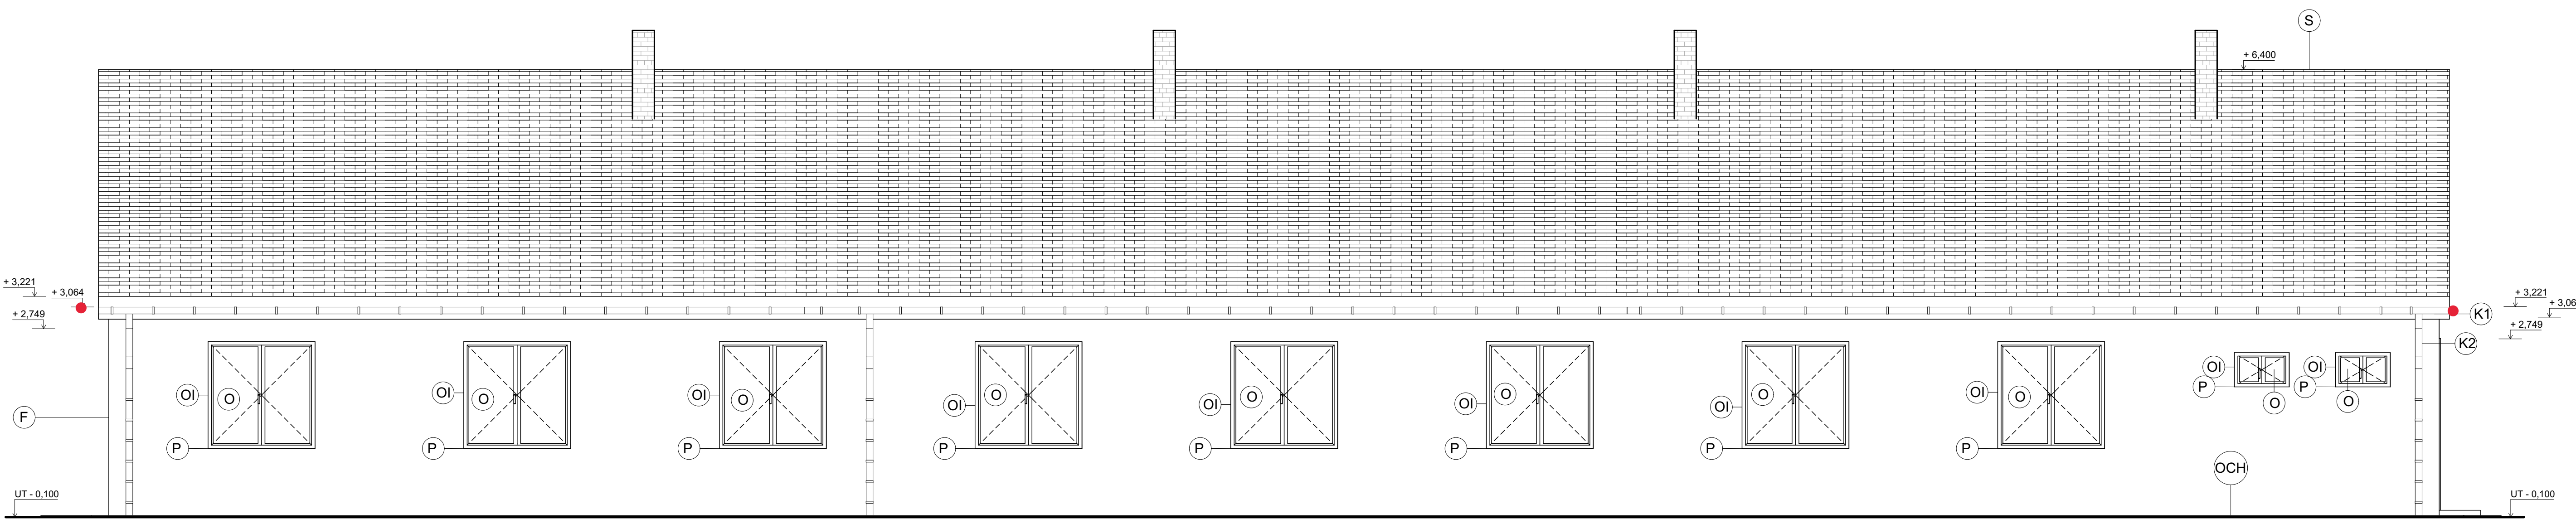 S
+ 6,400
+ 3,221
+ 3,064
+ 2,749
+ 3,221
+ 3,06
K1
+ 2,749
K2
OI
O
OI
O
OI
O
OI
O
OI
O
OI
O
OI
O
OI
O
OI
O
OI
O
P
P
F
P
P
P
P
P
P
P
P
OCH
UT - 0,100
UT - 0,100